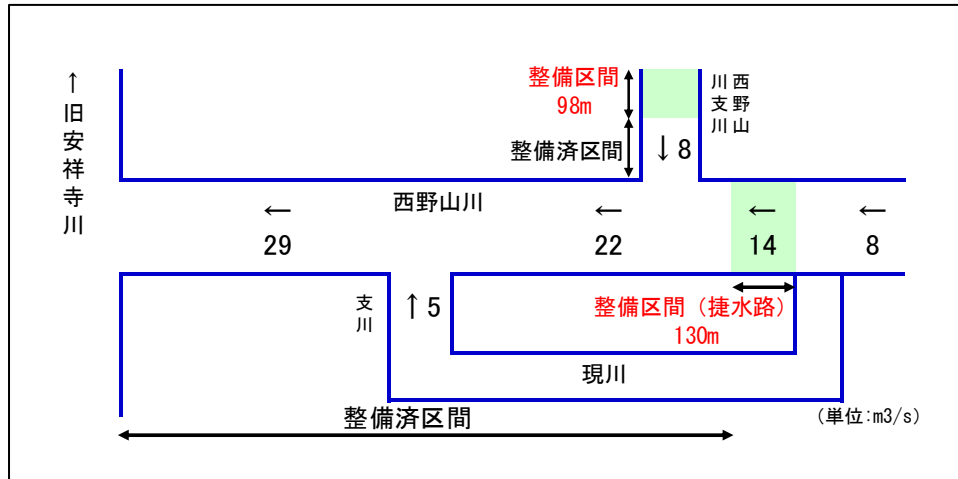 ↑旧安祥寺川
整備区間
98m
整備済区間
↓8
西野山
川支川
西野山川
←
29
←
22
←
14
←
8
支川
↑5
整備区間（捷水路）
130m
現川
整備済区間
（単位:m3/s）